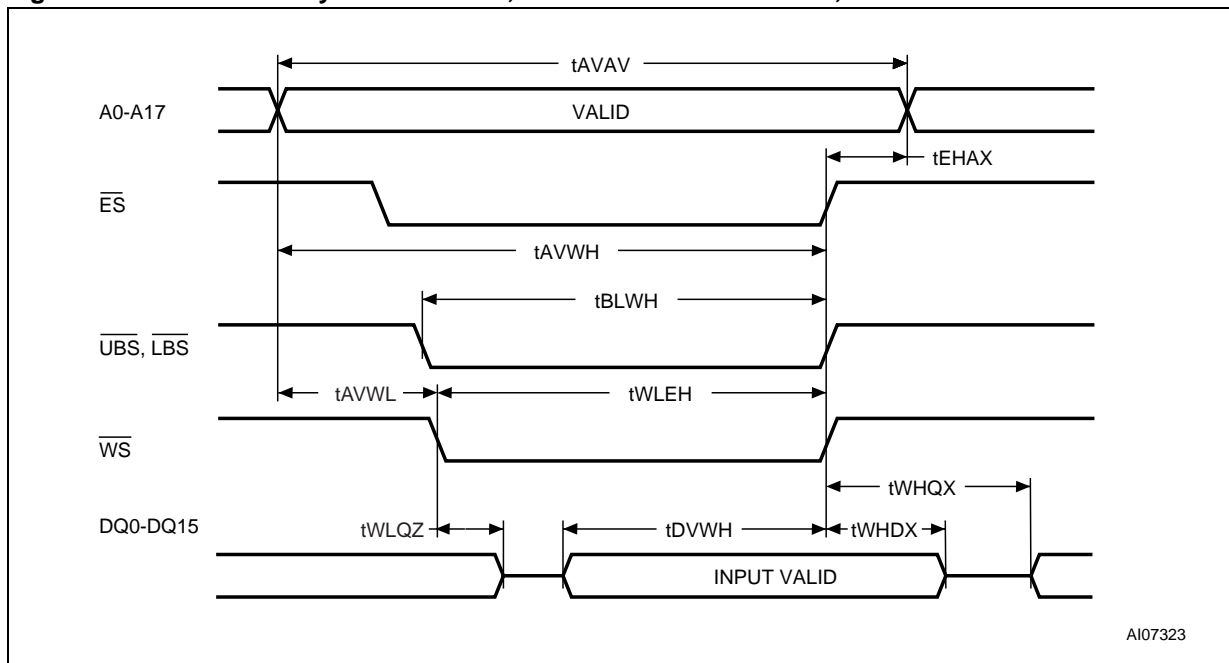 tAVAV
A0-A17
VALID
tEHAX
ES
tAVWH
tBLWH
UBS, LBS
tAVWL
tWLEH
WS
tWHQX
DQ0-DQ15
tWLQZ
tDVWH
tWHDX
INPUT VALID
AI07323